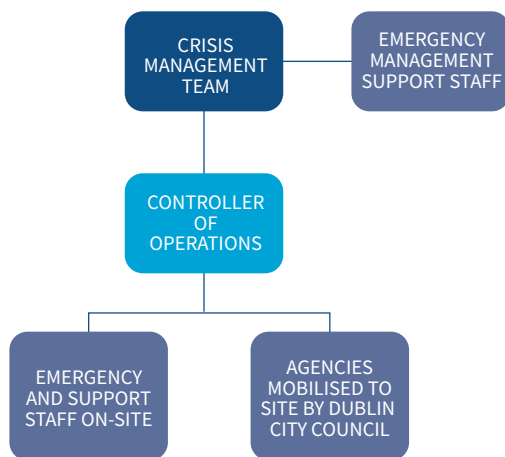 CRISIS
MANAGEMENT
TEAM
EMERGENCY
MANAGEMENT
SUPPORT STAFF
CONTROLLER
OF
OPERATIONS
EMERGENCY
AND SUPPORT
STAFF ON-SITE
AGENCIES
MOBILISED TO
SITE BY DUBLIN
CITY COUNCIL